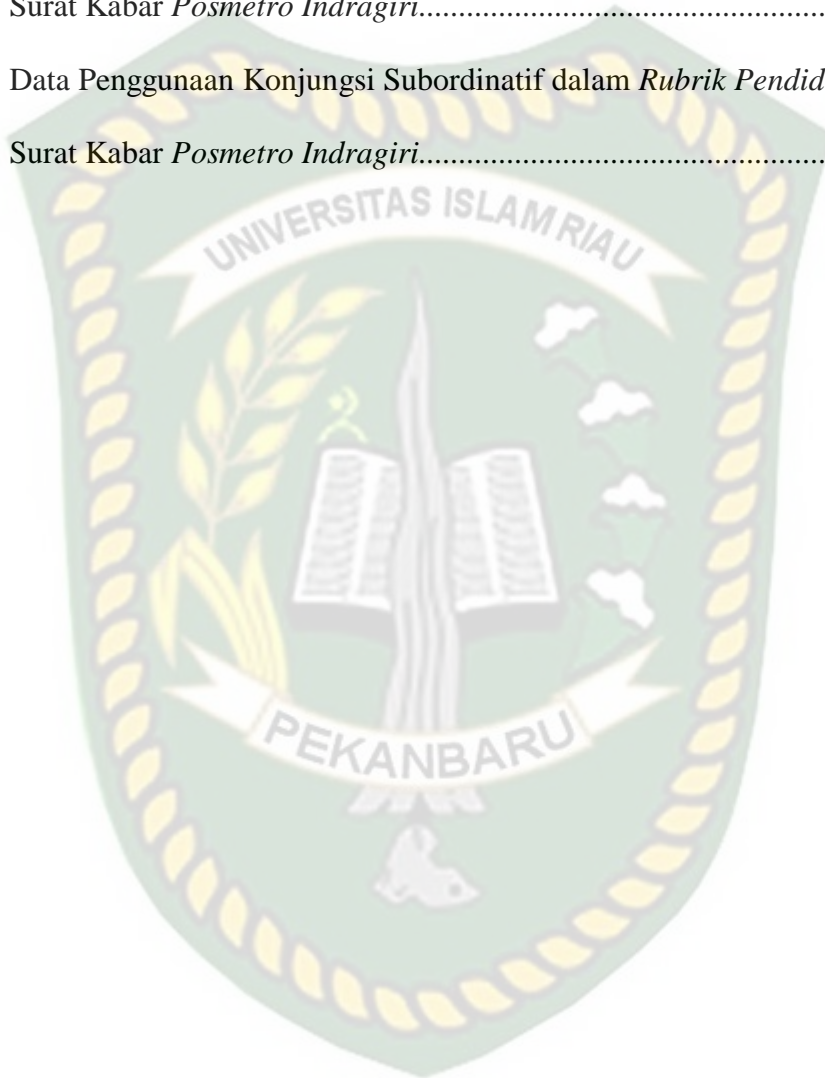 Surat Kabar Posmetro Indragiri......................................................
Data Penggunaan Konjungsi Subordinatif dalam Rubrik Pendid
Surat Kabar Posmetro Indragiri......................................................
UNIVERSITAS ISLAM RIAU
PEKANBARU